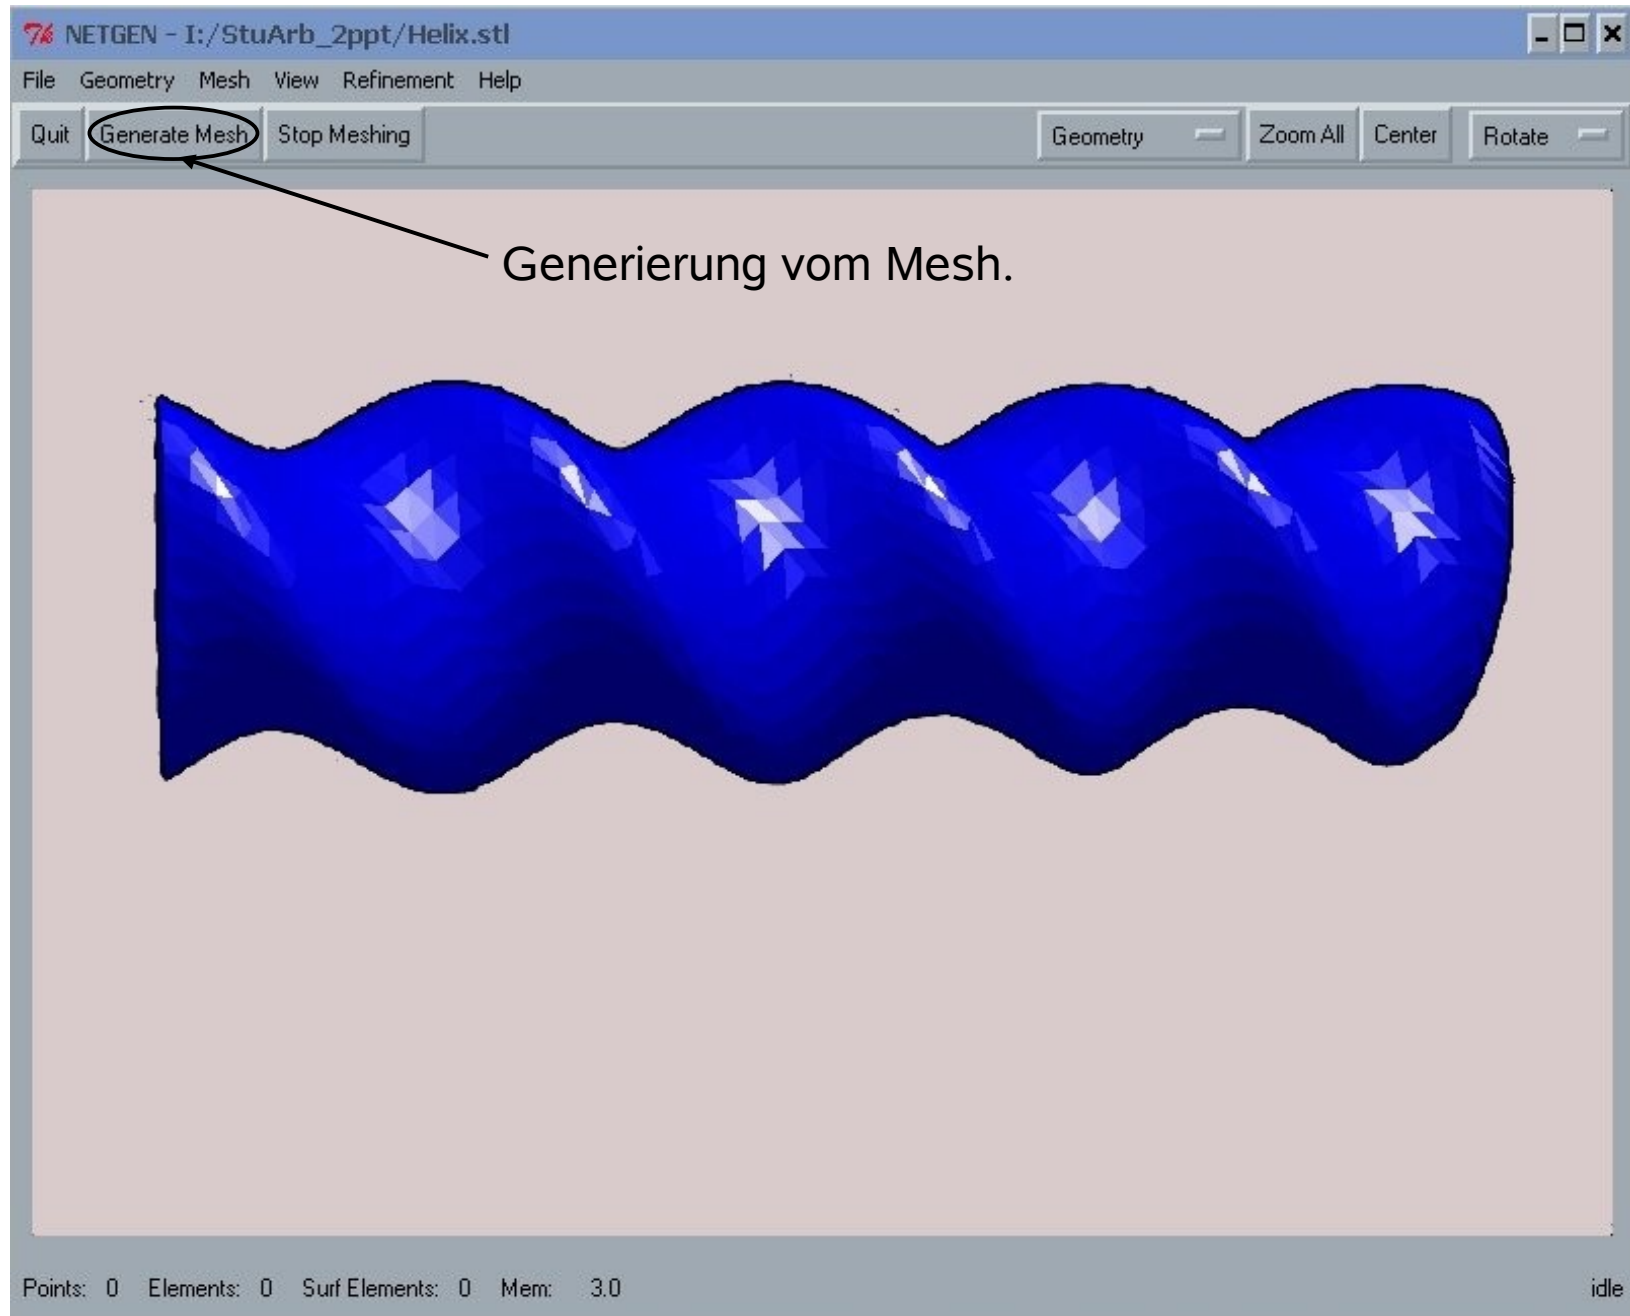 NETGEN - I:/StuArb_2ppt/Helix.stl
File Geometry Mesh View Refinement Help
Quit Generate Mesh Stop Meshing Geometry Zoom All Center Rotate
Generierung vom Mesh.
Points: 0 Elements: 0 Surf Elements: 0 Mem: 3.0 idle